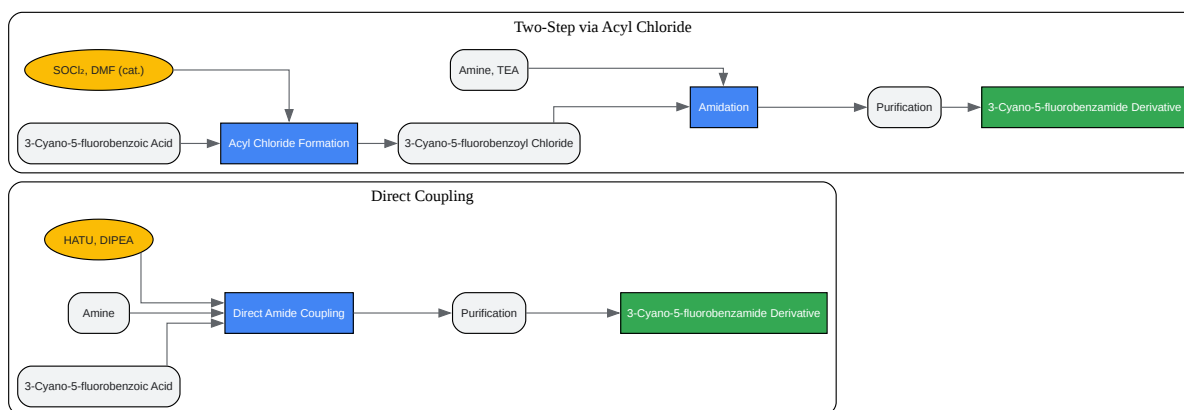 Two-Step via Acyl Chloride
SOCl₂, DMF (cat.)
Amine, TEA
Amidation
Purification
3-Cyano-5-fluorobenzamide Derivative
3-Cyano-5-fluorobenzoic Acid
Acyl Chloride Formation
3-Cyano-5-fluorobenzoyl Chloride
Direct Coupling
HATU, DIPEA
Amine
Direct Amide Coupling
Purification
3-Cyano-5-fluorobenzamide Derivative
3-Cyano-5-fluorobenzoic Acid